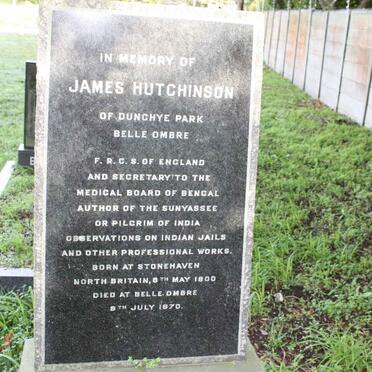 IN MEMORY OF
JAMES HUTCHINSON
OF DUNCHYE PARK
BELLE OMBRE
F.R.C.S. OF ENGLAND
AND SECRETARY TO THE
MEDICAL BOARD OF BENGAL
AUTHOR OF THE SUNYASSEE
OR PILGRIM OF INDIA
OBSERVATIONS ON INDIAN JAILS
AND OTHER PROFESSIONAL WORKS.
BORN AT STONEHAVEN
NORTH BRITAIN, 8TH MAY 1800
DIED AT BELLE OMBRE
8TH JULY 1870.